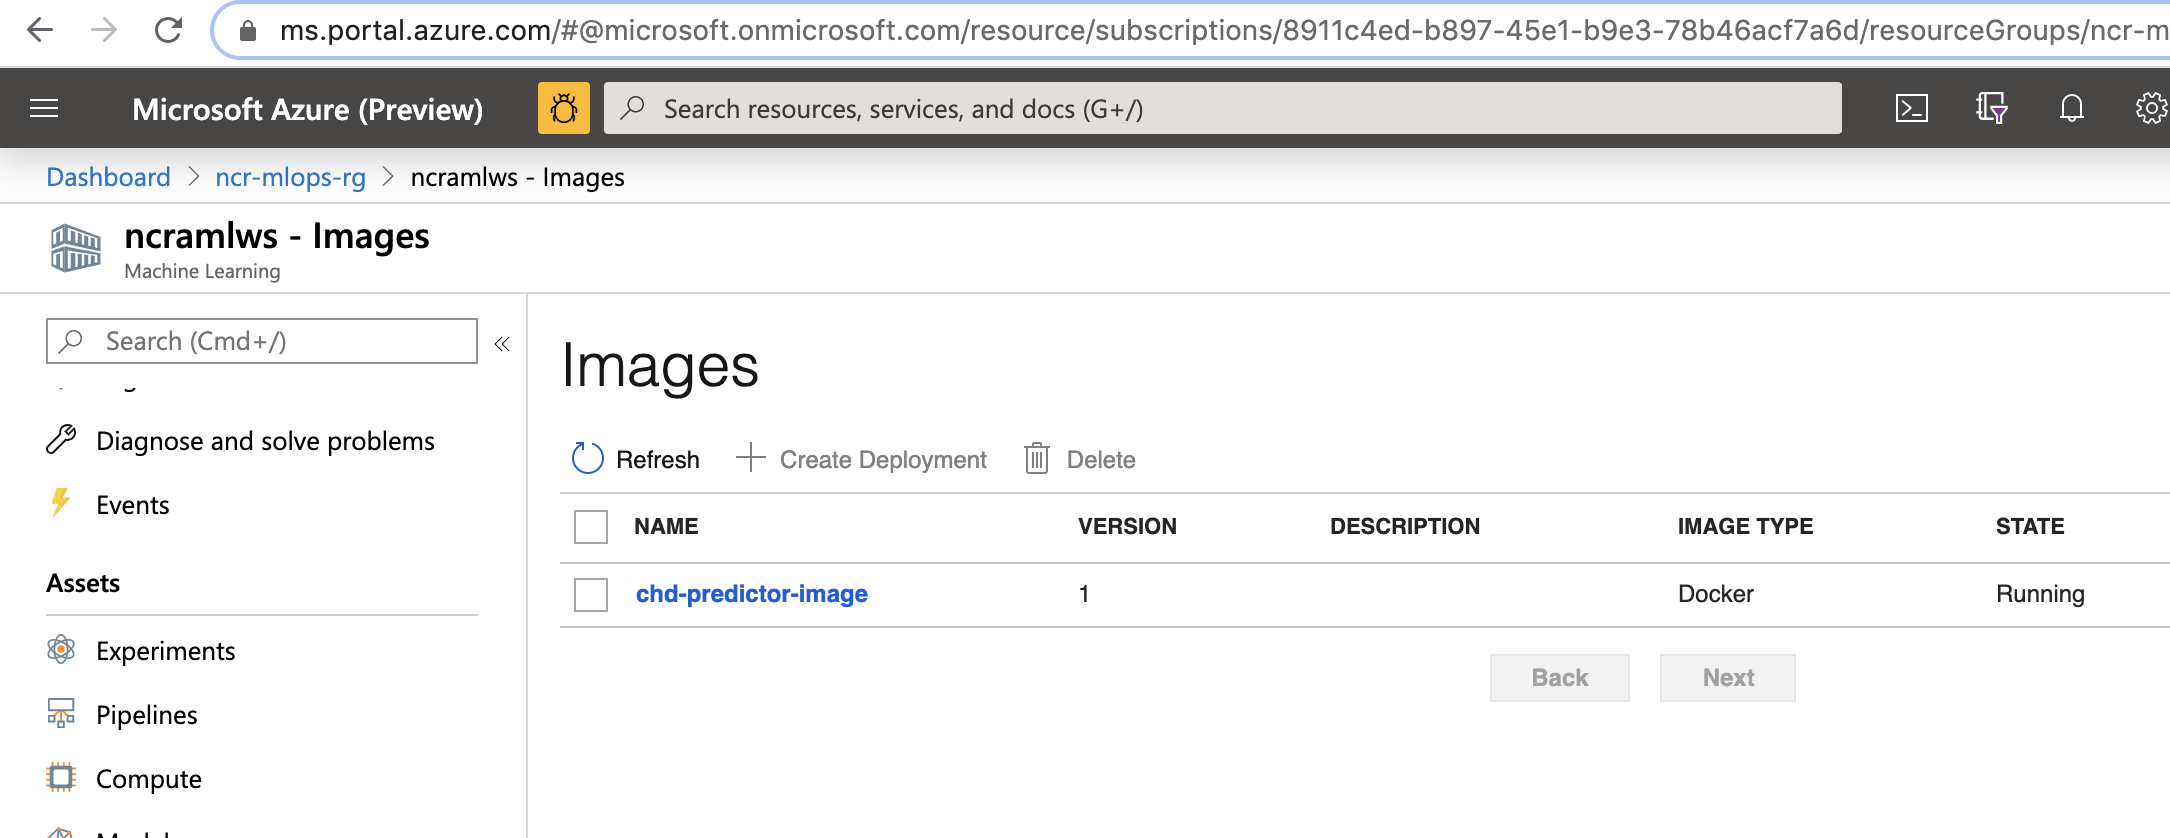 ms.portal.azure.com/#@microsoft.onmicrosoft.com/resource/subscriptions/8911c4ed-b897-45e1-b9e3-78b46acf7a6d/resourceGroups/ncr-m
Microsoft Azure (Preview)
Search resources, services, and docs (G+/)
Dashboard > ncr-mlops-rg > ncramlws - Images
ncramlws - Images
Machine Learning
Search (Cmd+/)
Diagnose and solve problems
Events
Assets
Experiments
Pipelines
Compute
Images
Refresh Create Deployment Delete
NAME VERSION DESCRIPTION IMAGE TYPE STATE
chd-predictor-image 1 Docker Running
Back Next